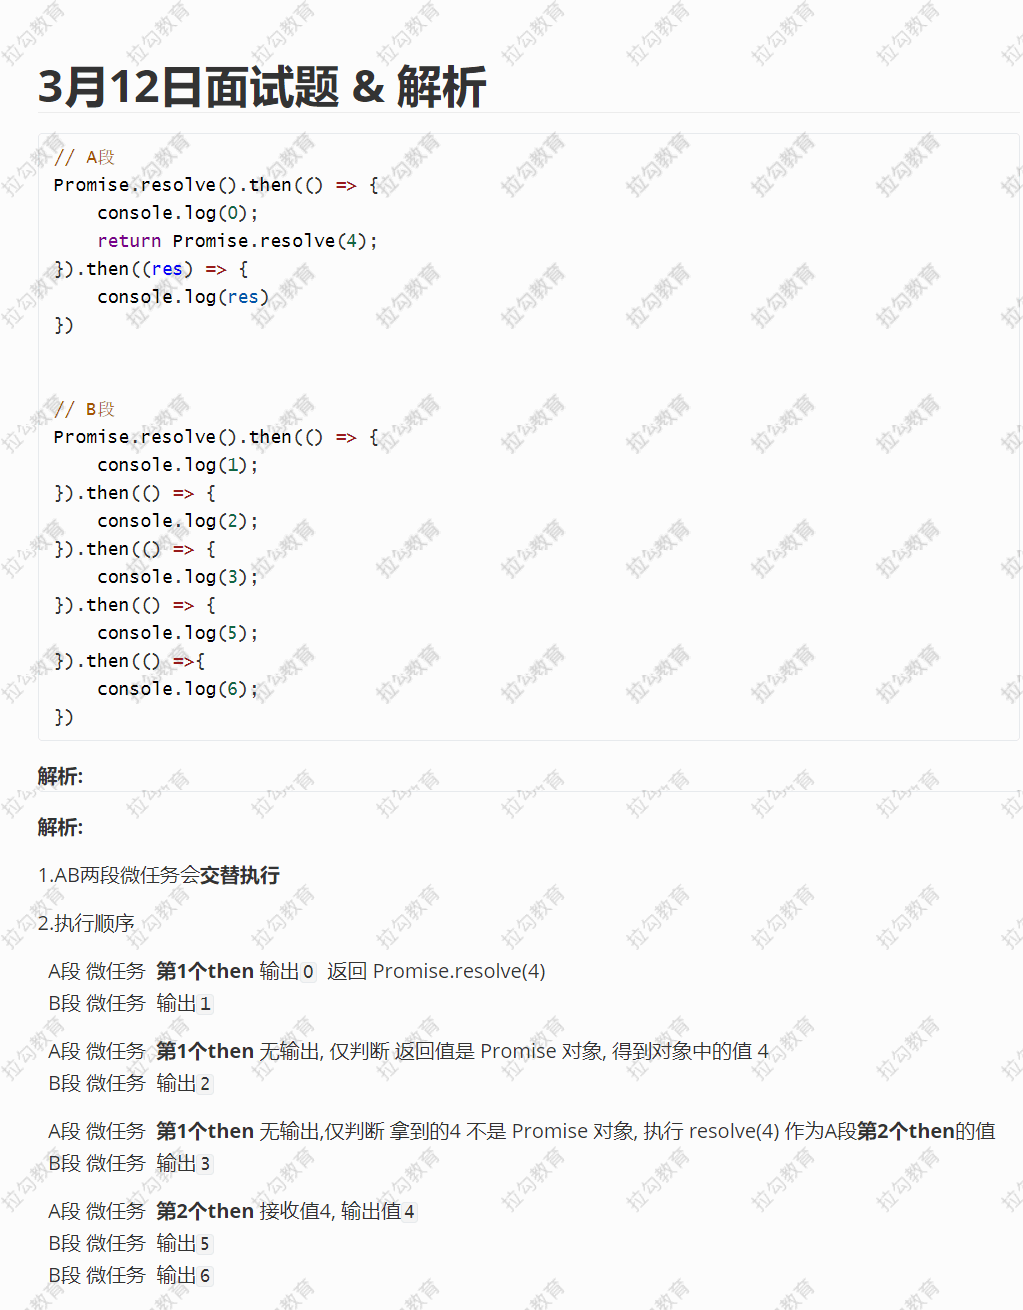 3月12日面试题 & 解析
// A段
Promise.resolve().then(() => {
    console.log(0);
    return Promise.resolve(4);
}).then((res) => {
    console.log(res)
})
// B段
Promise.resolve().then(() => {
    console.log(1);
}).then(() => {
    console.log(2);
}).then(() => {
    console.log(3);
}).then(() => {
    console.log(5);
}).then(() =>{
    console.log(6);
})
解析:
解析:
1.AB两段微任务会交替执行
2.执行顺序
A段 微任务 第1个then 输出 0 返回 Promise.resolve(4)
B段 微任务 输出 1
A段 微任务 第1个then 无输出, 仅判断 返回值是 Promise 对象, 得到对象中的值 4
B段 微任务 输出 2
A段 微任务 第1个then 无输出,仅判断 拿到的4 不是 Promise 对象, 执行 resolve(4) 作为A段第2个then的值
B段 微任务 输出 3
A段 微任务 第2个then 接收值4, 输出值 4
B段 微任务 输出 5
B段 微任务 输出 6
拉勾教育